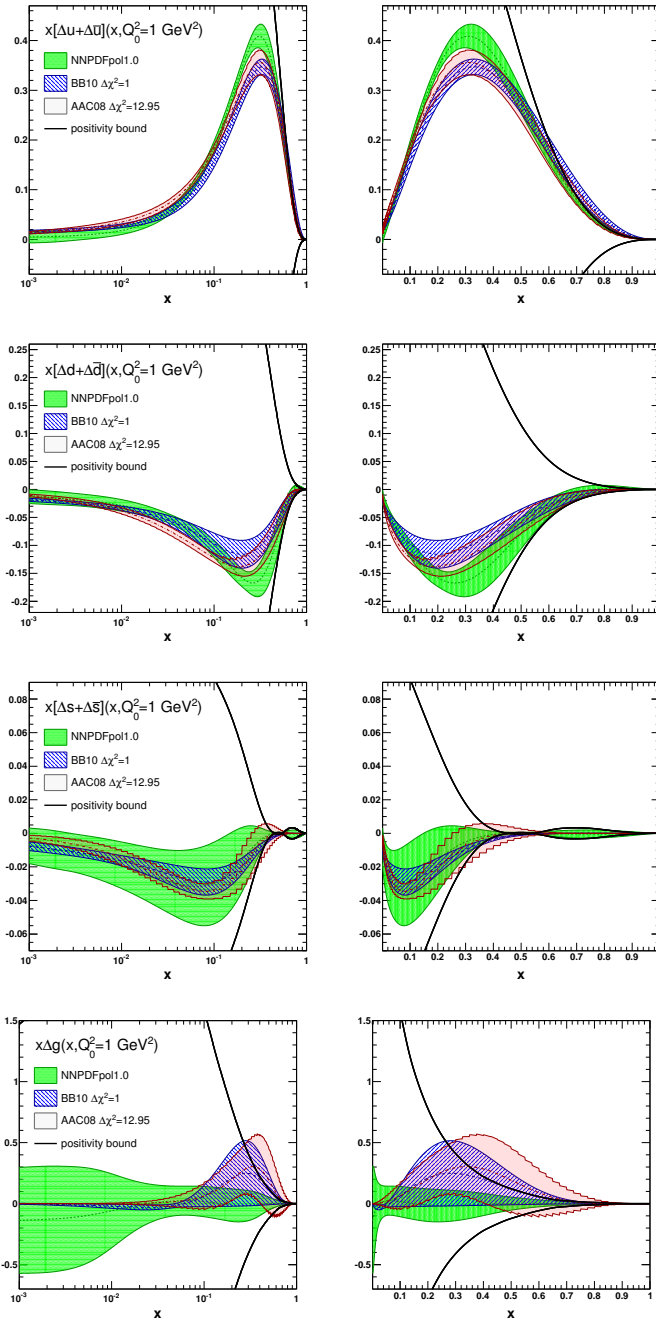 x[Δu+Δū](x,Q₀²=1 GeV²)
NNPDFpol1.0
BB10 Δχ²=1
AAC08 Δχ²=12.95
positivity bound
0.4
0.3
0.2
0.1
0
10⁻³ 10⁻² 10⁻¹ 1
x
0.1 0.2 0.3 0.4 0.5 0.6 0.7 0.8 0.9
x
x[Δd+Δd̄](x,Q₀²=1 GeV²)
NNPDFpol1.0
BB10 Δχ²=1
AAC08 Δχ²=12.95
positivity bound
0.25
0.2
0.15
0.1
0.05
0
-0.05
-0.1
-0.15
-0.2
10⁻³ 10⁻² 10⁻¹ 1
x
0.25
0.2
0.15
0.1
0.05
0
-0.05
-0.1
-0.15
-0.2
0.1 0.2 0.3 0.4 0.5 0.6 0.7 0.8 0.9
x
x[Δs+Δs̄](x,Q₀²=1 GeV²)
NNPDFpol1.0
BB10 Δχ²=1
AAC08 Δχ²=12.95
positivity bound
0.08
0.06
0.04
0.02
0
-0.02
-0.04
-0.06
10⁻³ 10⁻² 10⁻¹ 1
x
0.08
0.06
0.04
0.02
0
-0.02
-0.04
-0.06
0.1 0.2 0.3 0.4 0.5 0.6 0.7 0.8 0.9
x
xΔg(x,Q₀²=1 GeV²)
NNPDFpol1.0
BB10 Δχ²=1
AAC08 Δχ²=12.95
positivity bound
1.5
1
0.5
0
-0.5
10⁻³ 10⁻² 10⁻¹ 1
x
1.5
1
0.5
0
-0.5
0.1 0.2 0.3 0.4 0.5 0.6 0.7 0.8 0.9 1
x